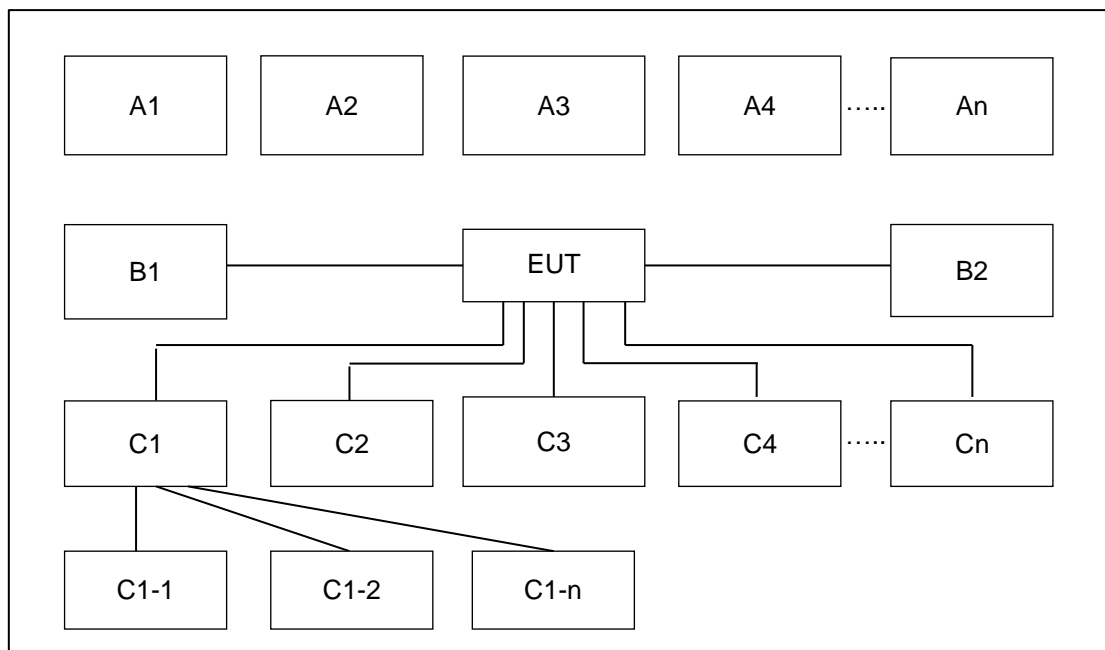 A1 A2 A3 A4 ..... An
B1 EUT B2
C1 C2 C3 C4 ..... Cn
C1-1 C1-2 C1-n